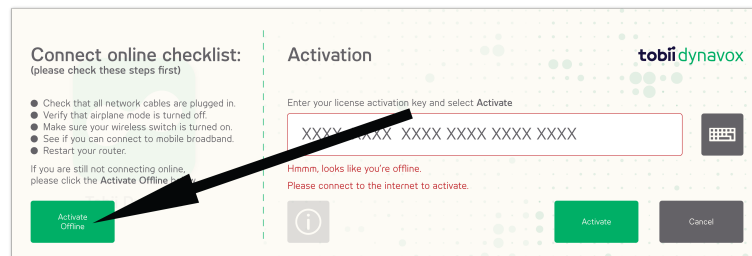 Connect online checklist:
(please check these steps first)
Check that all network cables are plugged in.
Verify that airplane mode is turned off.
Make sure your wireless switch is turned on.
See if you can connect to mobile broadband.
Restart your router.
If you are still not connecting online,
please click the Activate Offline
Activate
Offline
Activation
tobii dynavox
Enter your license activation key and select Activate
XXXX XXXX XXXX XXXX XXXX XXXX
Hmmm, looks like you're offline.
Please connect to the internet to activate.
Activate
Cancel